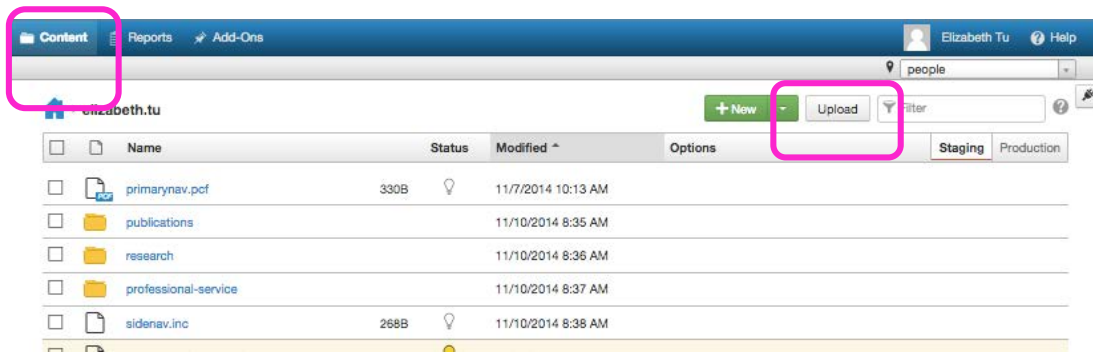 Content Reports Add-Ons Elizabeth Tu Help
people
elizabeth.tu + New Upload Filter
Name Status Modified Options Staging Production
primarynav.pcf 330B 11/7/2014 10:13 AM
publications 11/10/2014 8:35 AM
research 11/10/2014 8:36 AM
professional-service 11/10/2014 8:37 AM
sidenav.inc 268B 11/10/2014 8:38 AM